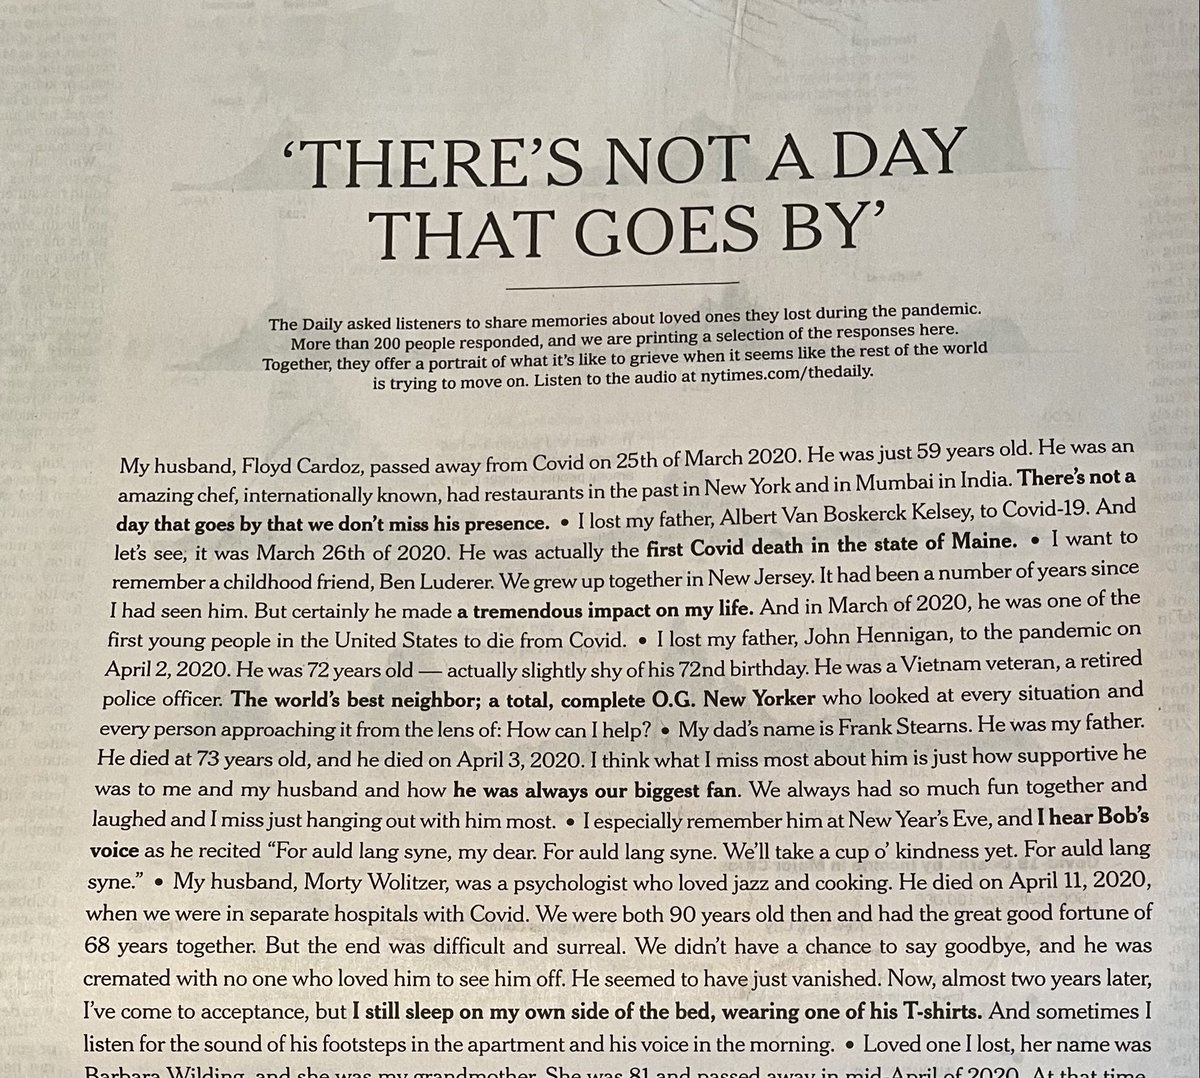 ‘THERE’S NOT A DAY
THAT GOES BY’
The Daily asked listeners to share memories about loved ones they lost during the pandemic.
More than 200 people responded, and we are printing a selection of the responses here.
Together, they offer a portrait of what it’s like to grieve when it seems like the rest of the world
is trying to move on. Listen to the audio at nytimes.com/thedaily.
My husband, Floyd Cardoz, passed away from Covid on 25th of March 2020. He was just 59 years old. He was an
amazing chef, internationally known, had restaurants in the past in New York and in Mumbai in India. There’s not a
day that goes by that we don’t miss his presence. • I lost my father, Albert Van Boskerck Kelsey, to Covid-19. And
let’s see, it was March 26th of 2020. He was actually the first Covid death in the state of Maine. • I want to
remember a childhood friend, Ben Luderer. We grew up together in New Jersey. It had been a number of years since
I had seen him. But certainly he made a tremendous impact on my life. And in March of 2020, he was one of the
first young people in the United States to die from Covid. • I lost my father, John Hennigan, to the pandemic on
April 2, 2020. He was 72 years old — actually slightly shy of his 72nd birthday. He was a Vietnam veteran, a retired
police officer. The world’s best neighbor; a total, complete O.G. New Yorker who looked at every situation and
every person approaching it from the lens of: How can I help? • My dad’s name is Frank Stearns. He was my father.
He died at 73 years old, and he died on April 3, 2020. I think what I miss most about him is just how supportive he
was to me and my husband and how he was always our biggest fan. We always had so much fun together and
laughed and I miss just hanging out with him most. • I especially remember him at New Year’s Eve, and I hear Bob’s
voice as he recited “For auld lang syne, my dear. For auld lang syne. We’ll take a cup o’ kindness yet. For auld lang
syne.” • My husband, Morty Wolitzer, was a psychologist who loved jazz and cooking. He died on April 11, 2020,
when we were in separate hospitals with Covid. We were both 90 years old then and had the great good fortune of
68 years together. But the end was difficult and surreal. We didn’t have a chance to say goodbye, and he was
cremated with no one who loved him to see him off. He seemed to have just vanished. Now, almost two years later,
I’ve come to acceptance, but I still sleep on my own side of the bed, wearing one of his T-shirts. And sometimes I
listen for the sound of his footsteps in the apartment and his voice in the morning. • Loved one I lost, her name was
Barbara Wilding, and she was my grandmother. She was 81 and passed away in mid-April of 2020. At that time,